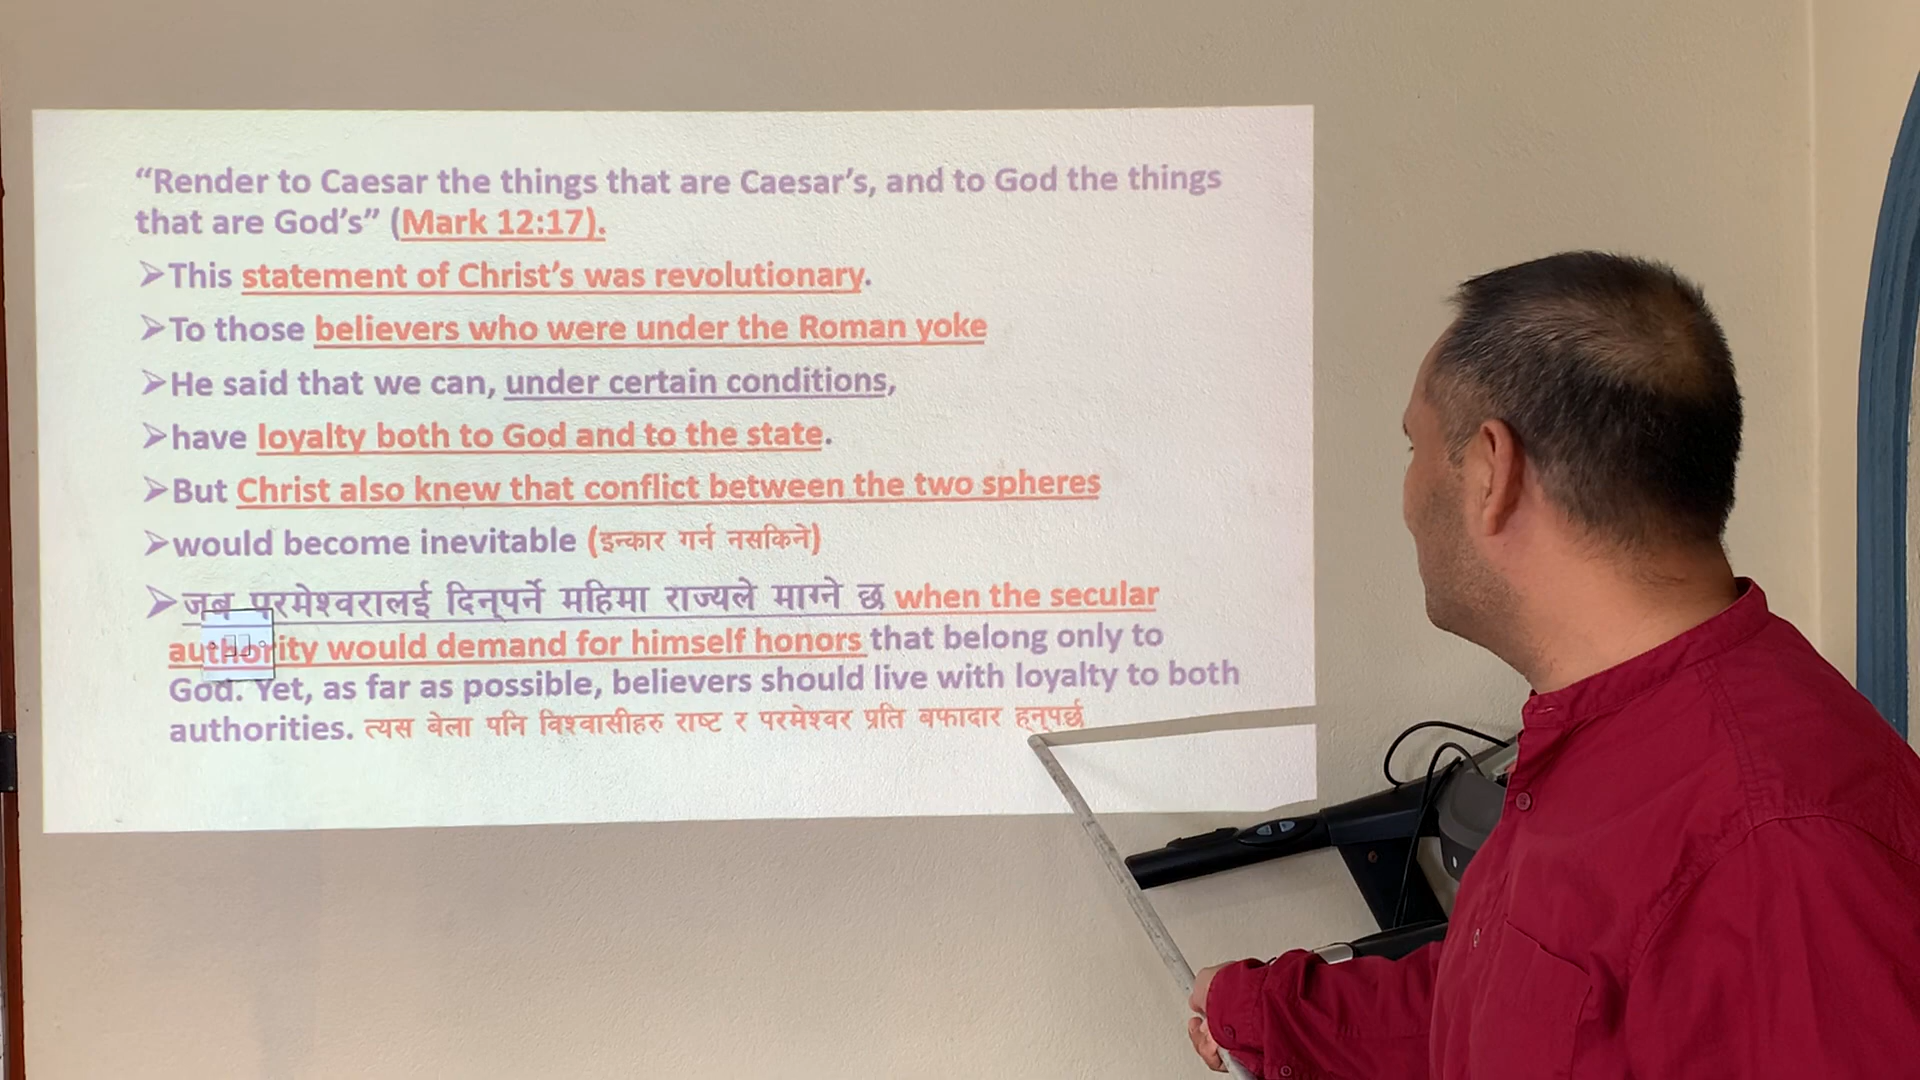 “Render to Caesar the things that are Caesar’s, and to God the things
that are God’s” (Mark 12:17).
➢This statement of Christ’s was revolutionary.
➢To those believers who were under the Roman yoke
➢He said that we can, under certain conditions,
➢have loyalty both to God and to the state.
➢But Christ also knew that conflict between the two spheres
➢would become inevitable (इन्कार गर्न नसकिने)
➢जब परमेश्वरालई दिन्पर्ने महिमा राज्यले माग्ने छ when the secular
authority would demand for himself honors that belong only to
God. Yet, as far as possible, believers should live with loyalty to both
authorities. त्यस बेला पनि विश्वासीहरु राष्ट र परमेश्वर प्रति बफादार हुनुपर्छ